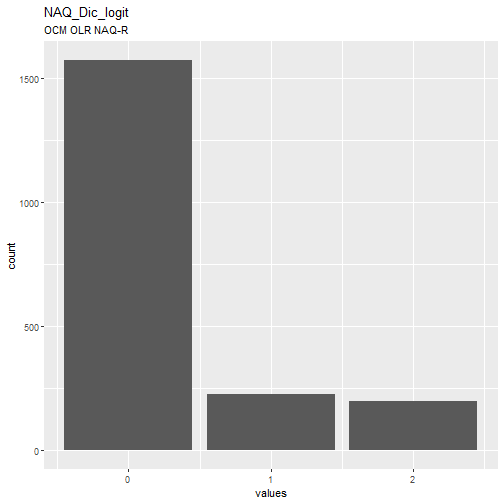 NAQ_Dic_logit
OCM OLR NAQ-R
1500
1000
500
0
count
0 1 2
values